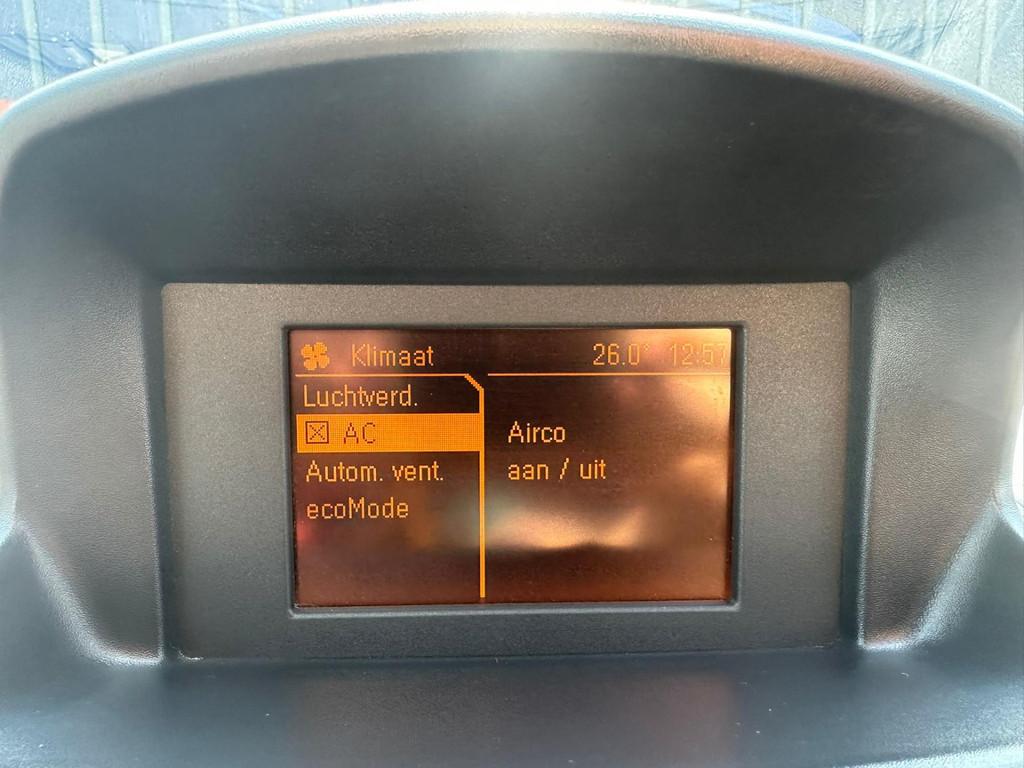 Klimaat 26.0° 12:57
Luchtverd.
AC
Autom. vent.
ecoMode
Airco
aan / uit